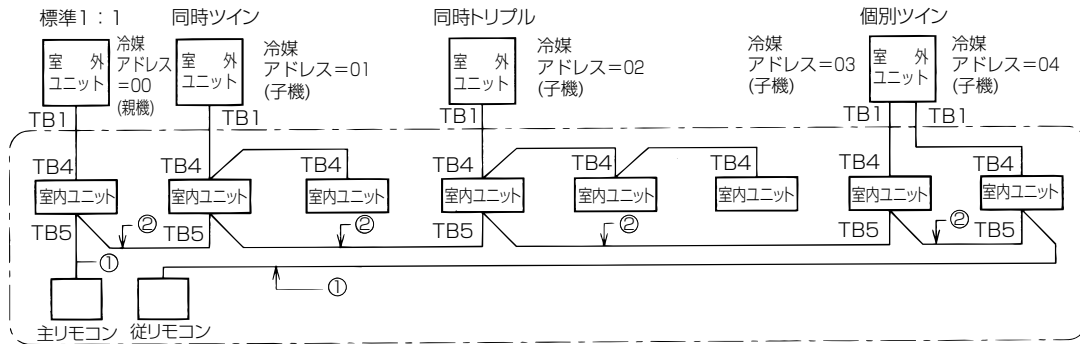 標準1：1
同時ツイン
同時トリプル
個別ツイン
室　外
ユニット
冷媒
アドレス
=00
(親機)
室　外
ユニット
冷媒
アドレス=01
(子機)
室　外
ユニット
冷媒
アドレス=02
(子機)
冷媒
アドレス=03
(子機)
室　外
ユニット
冷媒
アドレス=04
(子機)
TB1
TB1
TB1
TB1
TB1
TB4
TB4
TB4
TB4
TB4
TB4
TB4
TB4
室内ユニット
室内ユニット
室内ユニット
室内ユニット
室内ユニット
室内ユニット
室内ユニット
室内ユニット
TB5
②
TB5
②
TB5
②
TB5
②
TB5
①
①
主リモコン
従リモコン